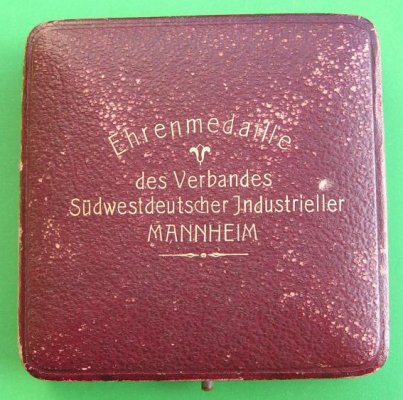 Ehrenmedaille
des Verbandes
Südwestdeutscher Industrieller
MANNHEIM